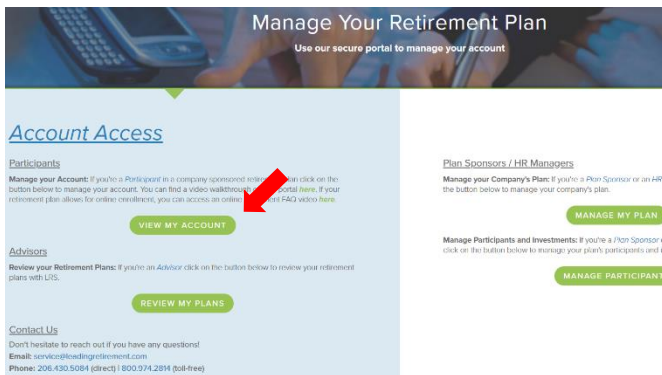 Manage Your Retirement Plan
Use our secure portal to manage your account
Account Access
Participants
Manage your Account: If you're a Participant in a company sponsored retirement plan click on the
button below to manage your account. You can find a video walkthrough portal here. If your
retirement plan allows for online enrollment, you can access an online FAQ video here.
VIEW MY ACCOUNT
Advisors
Review your Retirement Plans: If you're an Advisor click on the button below to review your retirement
plans with LRS.
REVIEW MY PLANS
Contact Us
Don't hesitate to reach out if you have any questions!
Email: service@leadingretirement.com
Phone: 206.430.5084 (direct) | 800.974.2814 (toll-free)
Plan Sponsors / HR Managers
Manage your Company's Plan: If you're a Plan Sponsor or an HR
the button below to manage your company's plan.
MANAGE MY PLAN
Manage Participants and Investments: If you're a Plan Sponsor
click on the button below to manage your plan's participants and
MANAGE PARTICIPANT